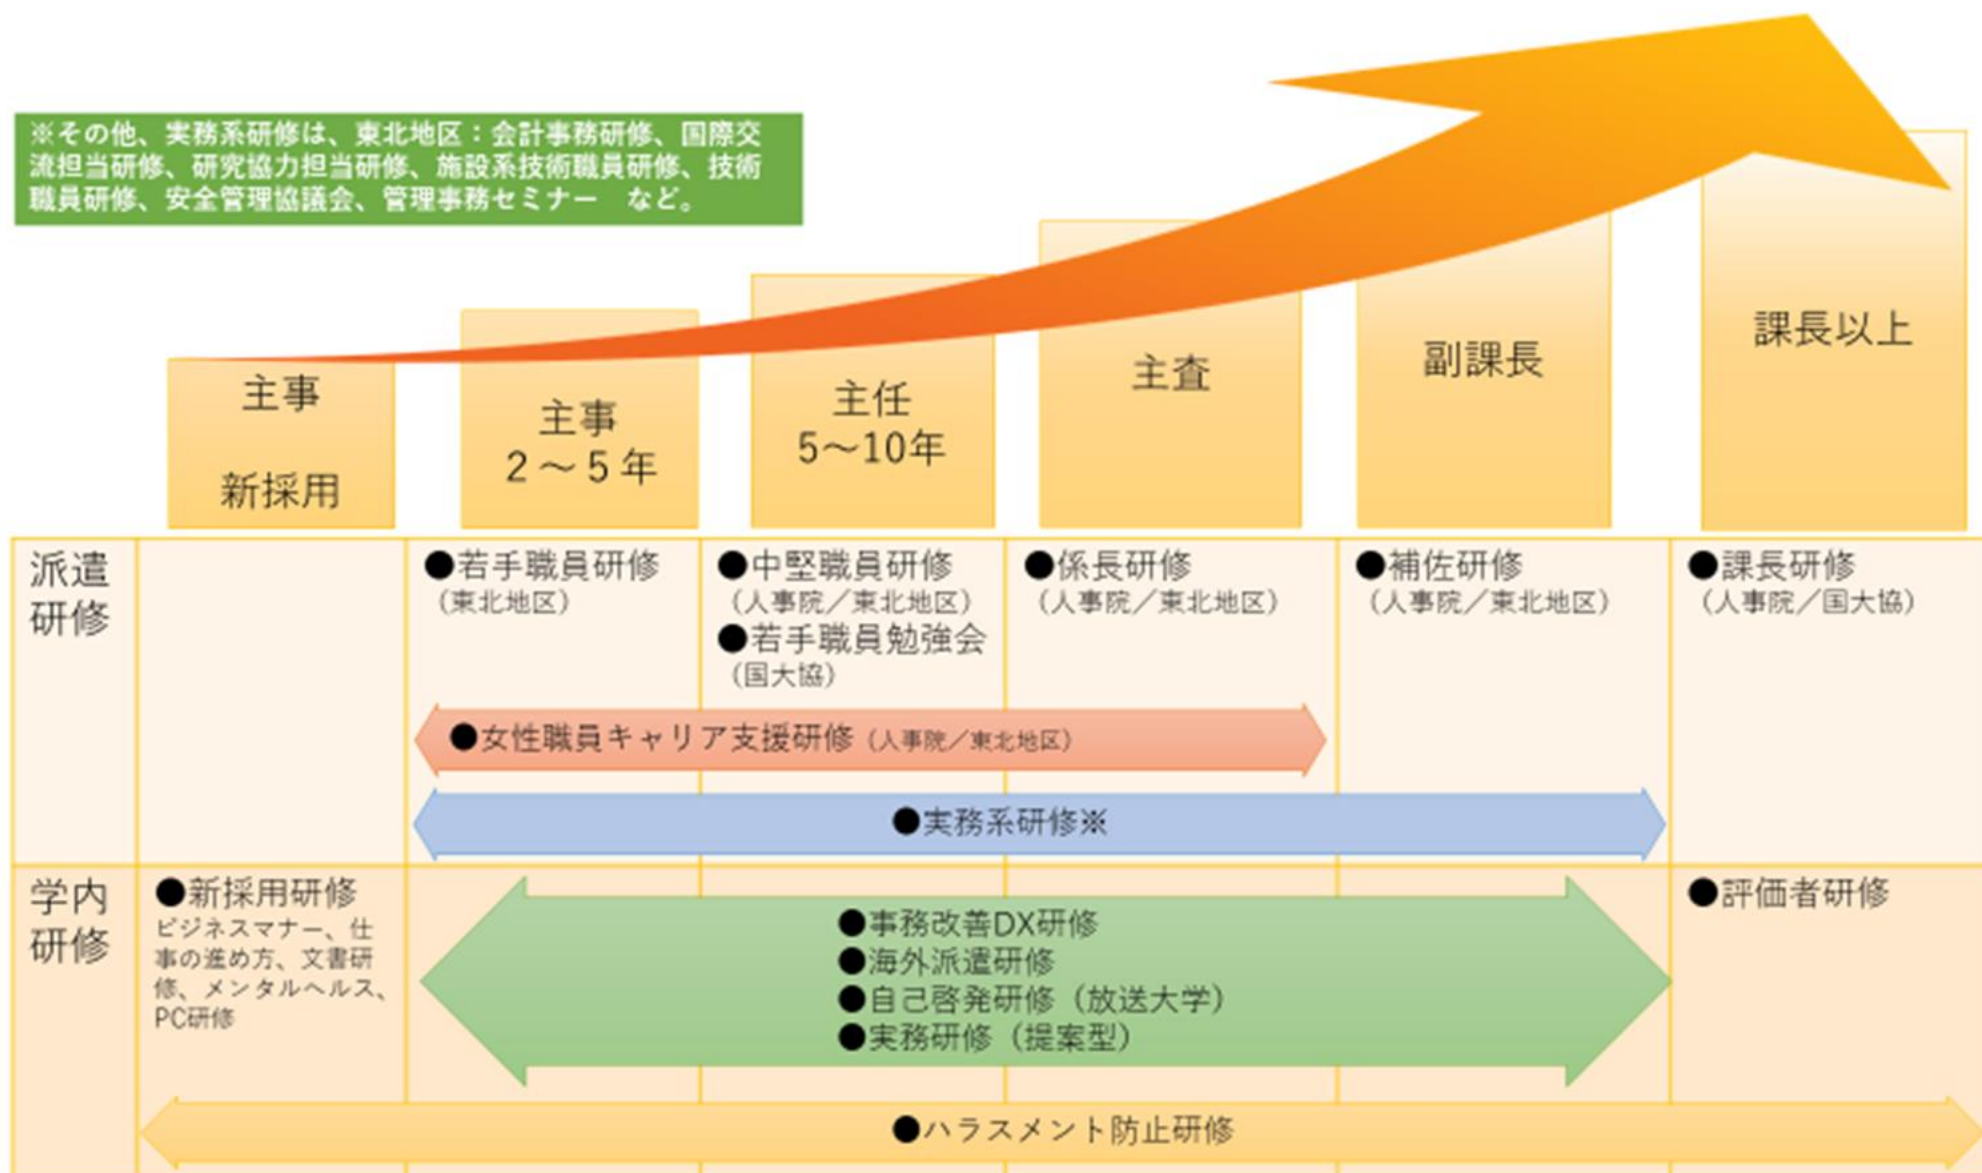 ※その他、実務系研修は、東北地区：会計事務研修、国際交
流担当研修、研究協力担当研修、施設系技術職員研修、技術
職員研修、安全管理協議会、管理事務セミナー　など。
主事
新採用
主事
2～5年
主任
5～10年
主査
副課長
課長以上
派遣
研修
●若手職員研修
（東北地区）
●中堅職員研修
（人事院／東北地区）
●若手職員勉強会
（国大協）
●係長研修
（人事院／東北地区）
●補佐研修
（人事院／東北地区）
●課長研修
（人事院／国大協）
●女性職員キャリア支援研修（人事院／東北地区）
●実務系研修※
学内
研修
●新採用研修
ビジネスマナー、仕
事の進め方、文書研
修、メンタルヘルス、
PC研修
●事務改善DX研修
●海外派遣研修
●自己啓発研修（放送大学）
●実務研修（提案型）
●評価者研修
●ハラスメント防止研修